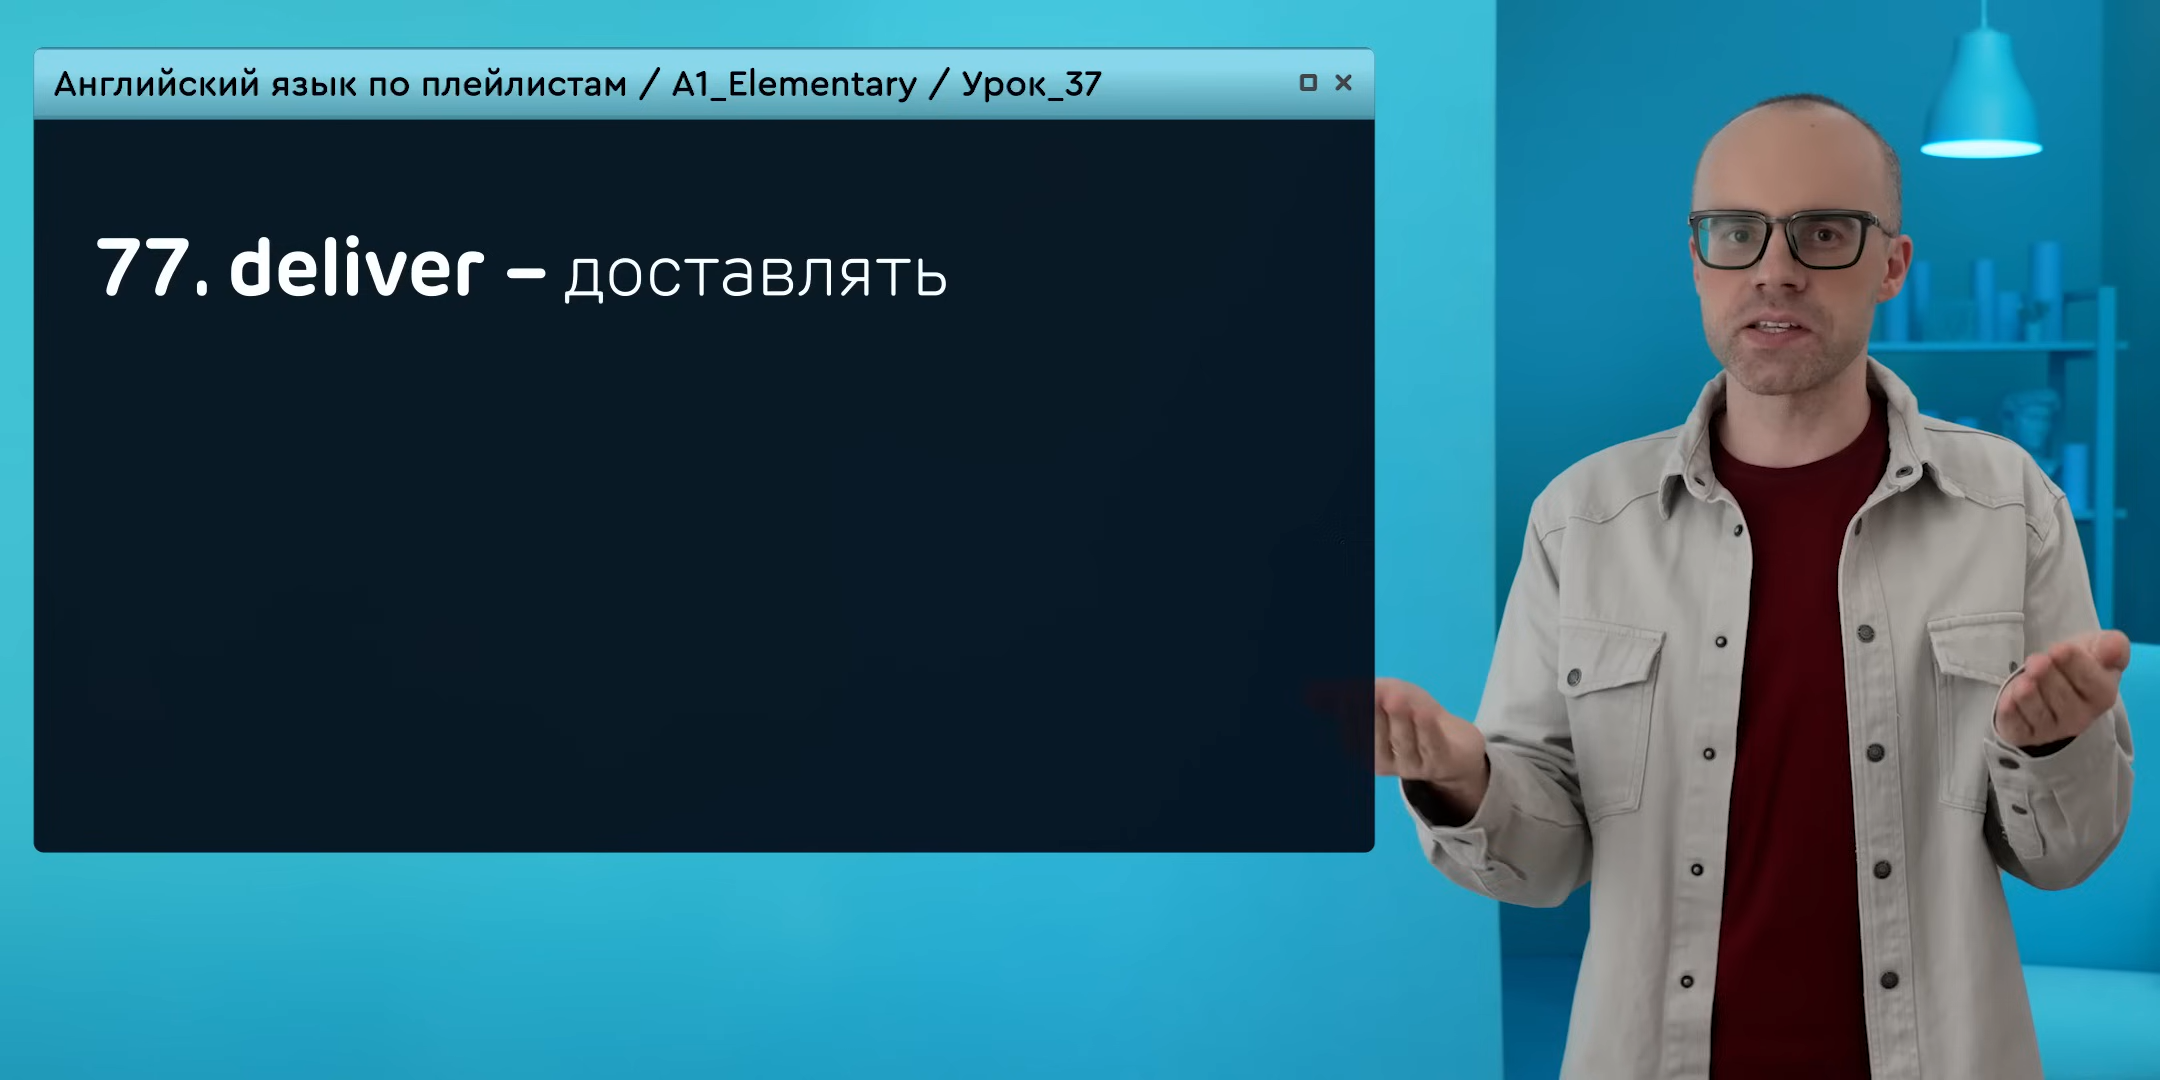 Английский язык по плейлистам / A1_Elementary / Урок_37
77. deliver – доставлять